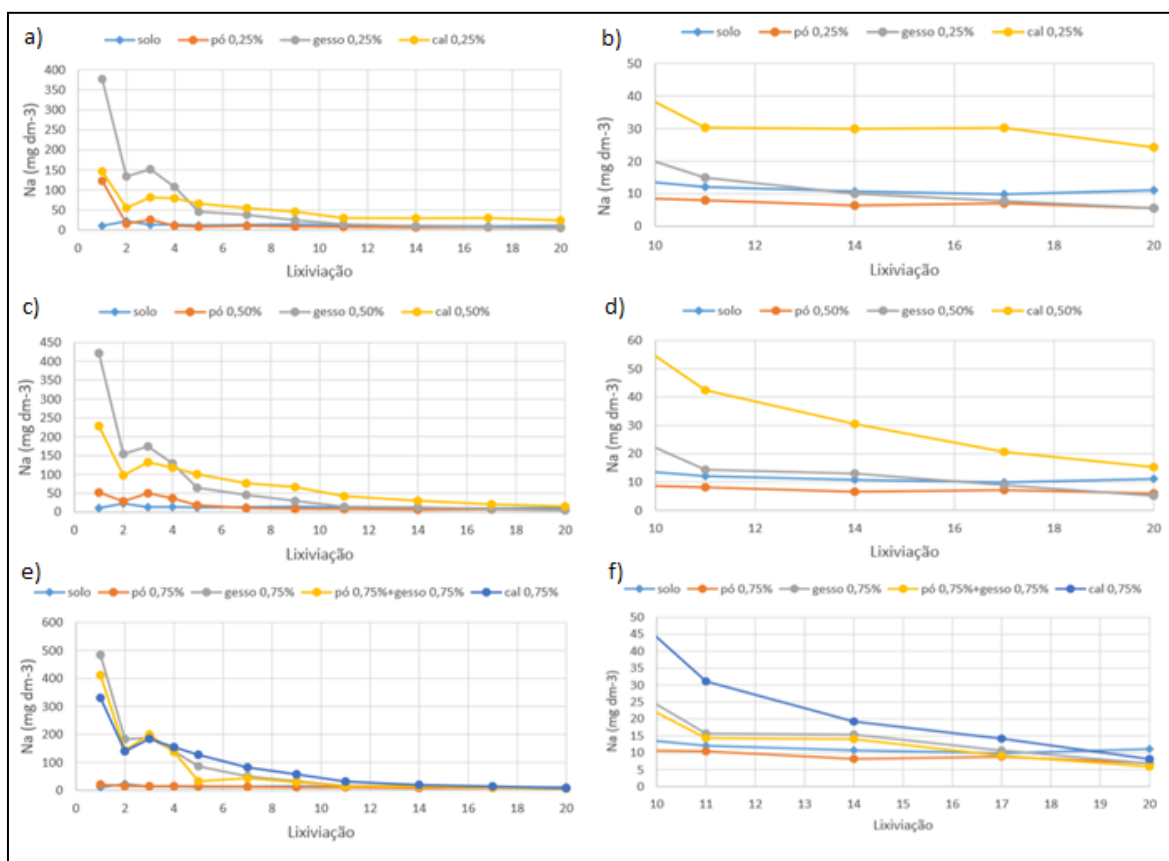 a)
solo pó 0,25% gesso 0,25% cal 0,25%
Na (mg dm-3)
400
350
300
250
200
150
100
50
0
0 2 4 6 8 10 12 14 16 18 20
Lixiviação
b)
solo pó 0,25% gesso 0,25% cal 0,25%
Na (mg dm-3)
50
40
30
20
10
0
10 12 14 16 18 20
Lixiviação
c)
solo pó 0,50% gesso 0,50% cal 0,50%
Na (mg dm-3)
450
400
350
300
250
200
150
100
50
0
0 2 4 6 8 10 12 14 16 18 20
Lixiviação
d)
solo pó 0,50% gesso 0,50% cal 0,50%
Na (mg dm-3)
60
50
40
30
20
10
0
10 12 14 16 18 20
Lixiviação
e)
solo pó 0,75% gesso 0,75% pó 0,75%+gesso 0,75% cal 0,75%
Na (mg dm-3)
600
500
400
300
200
100
0
0 2 4 6 8 10 12 14 16 18 20
Lixiviação
f)
solo pó 0,75% gesso 0,75% pó 0,75%+gesso 0,75% cal 0,75%
Na (mg dm-3)
50
45
40
35
30
25
20
15
10
5
0
10 11 12 13 14 15 16 17 18 19 20
Lixiviação